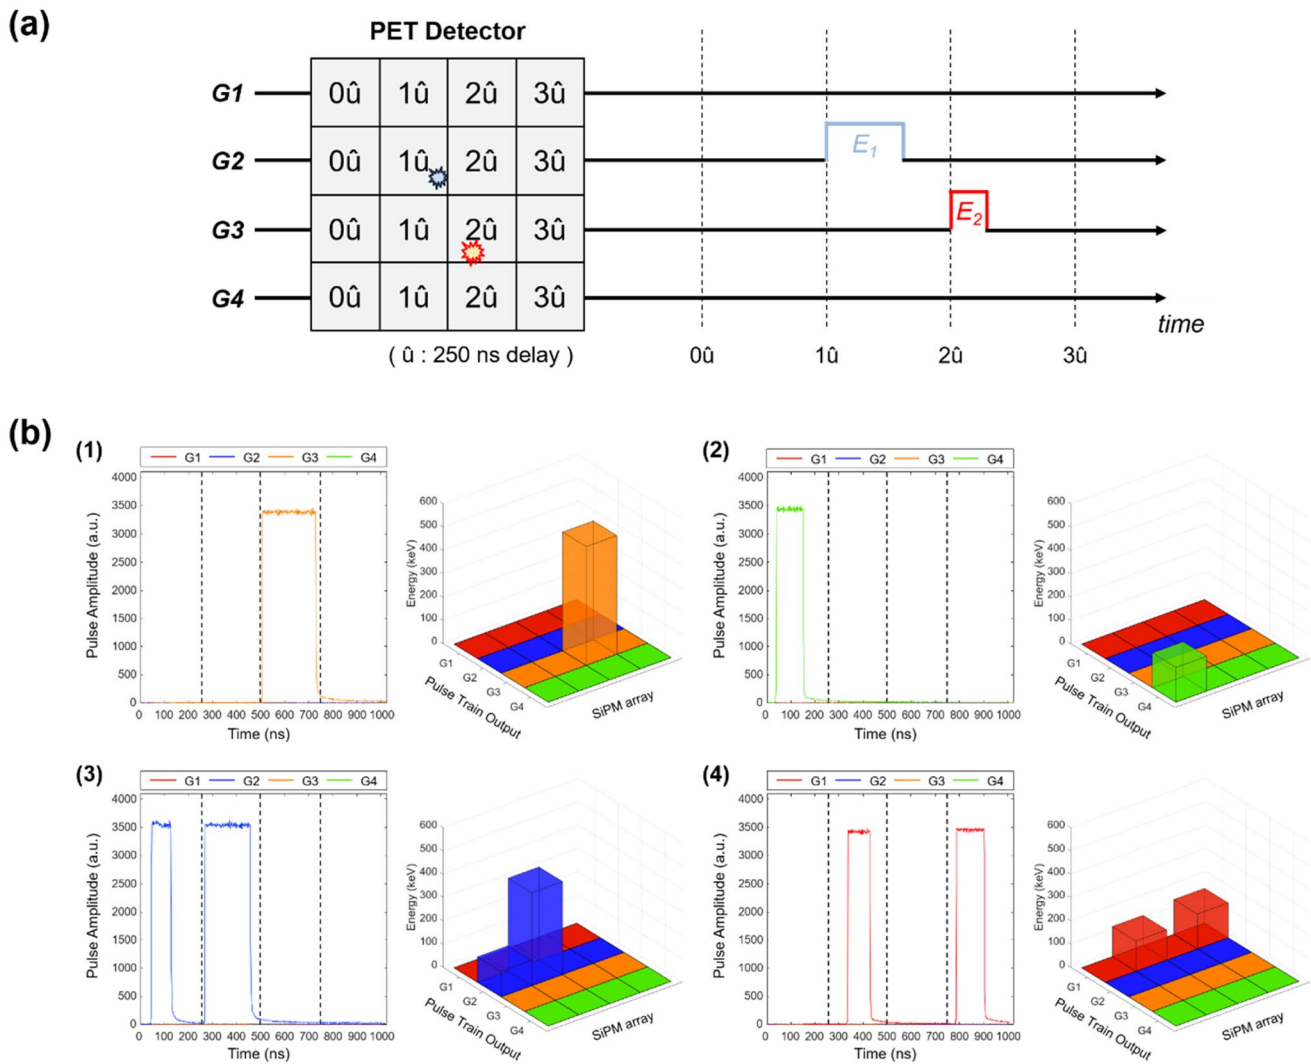 (a)
PET Detector
G1 0û 1û 2û 3û
G2 0û 1û 2û 3û E1
G3 0û 1û 2û 3û E2
G4 0û 1û 2û 3û
time
( û : 250 ns delay ) 0û 1û 2û 3û
(b)
(1)
G1 G2 G3 G4
4000
3500
3000
2500
2000
1500
1000
500
0
Pulse Amplitude (a.u.)
0 100 200 300 400 500 600 700 800 900 1000
Time (ns)
600
500
400
300
200
100
0
Energy (keV)
G1
G2
G3
G4
Pulse Train Output
SiPM array
(2)
G1 G2 G3 G4
4000
3500
3000
2500
2000
1500
1000
500
0
Pulse Amplitude (a.u.)
0 100 200 300 400 500 600 700 800 900 1000
Time (ns)
600
500
400
300
200
100
0
Energy (keV)
G1
G2
G3
G4
Pulse Train Output
SiPM array
(3)
G1 G2 G3 G4
4000
3500
3000
2500
2000
1500
1000
500
0
Pulse Amplitude (a.u.)
0 100 200 300 400 500 600 700 800 900 1000
Time (ns)
600
500
400
300
200
100
0
Energy (keV)
G1
G2
G3
G4
Pulse Train Output
SiPM array
(4)
G1 G2 G3 G4
4000
3500
3000
2500
2000
1500
1000
500
0
Pulse Amplitude (a.u.)
0 100 200 300 400 500 600 700 800 900 1000
Time (ns)
600
500
400
300
200
100
0
Energy (keV)
G1
G2
G3
G4
Pulse Train Output
SiPM array